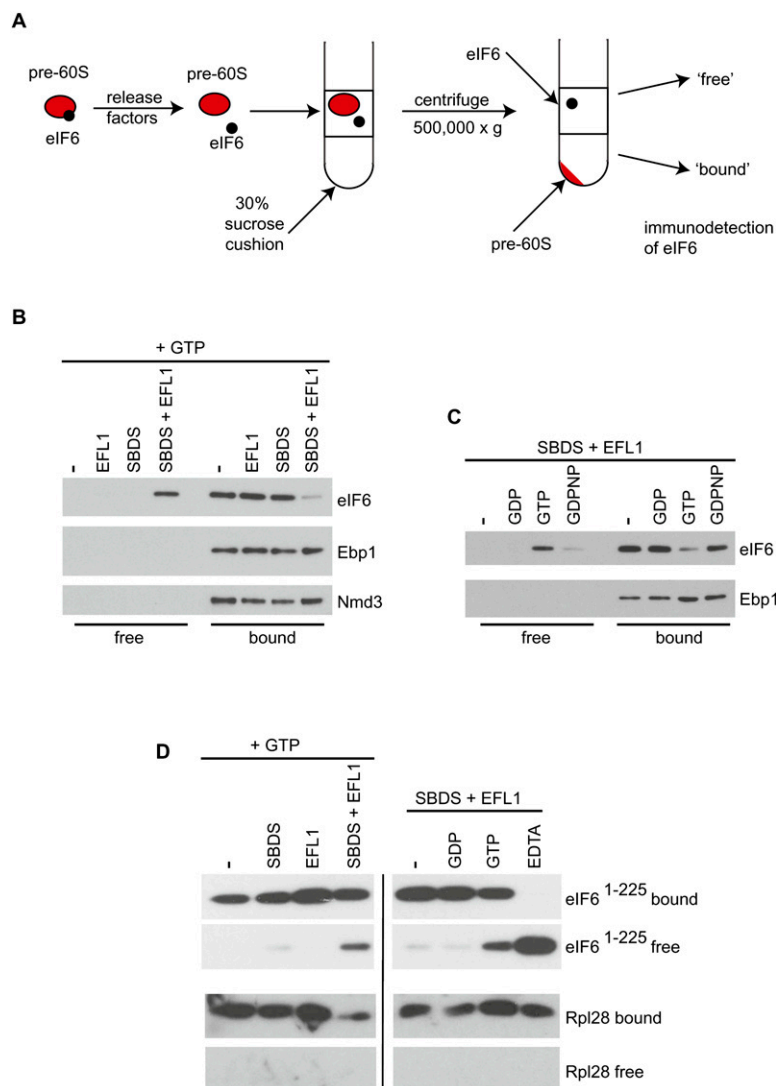 A
pre-60S
eIF6
release
factors
pre-60S
eIF6
30%
sucrose
cushion
centrifuge
500,000 x g
eIF6
pre-60S
'free'
'bound'
immunodetection
of eIF6
B
+ GTP
- EFL1 SBDS SBDS + EFL1 - EFL1 SBDS SBDS + EFL1
eIF6
Ebp1
Nmd3
free bound
C
SBDS + EFL1
- GDP GTP GDPNP - GDP GTP GDPNP
eIF6
Ebp1
free bound
D
+ GTP
SBDS + EFL1
- SBDS EFL1 SBDS + EFL1 - GDP GTP EDTA
eIF6 1-225 bound
eIF6 1-225 free
Rpl28 bound
Rpl28 free